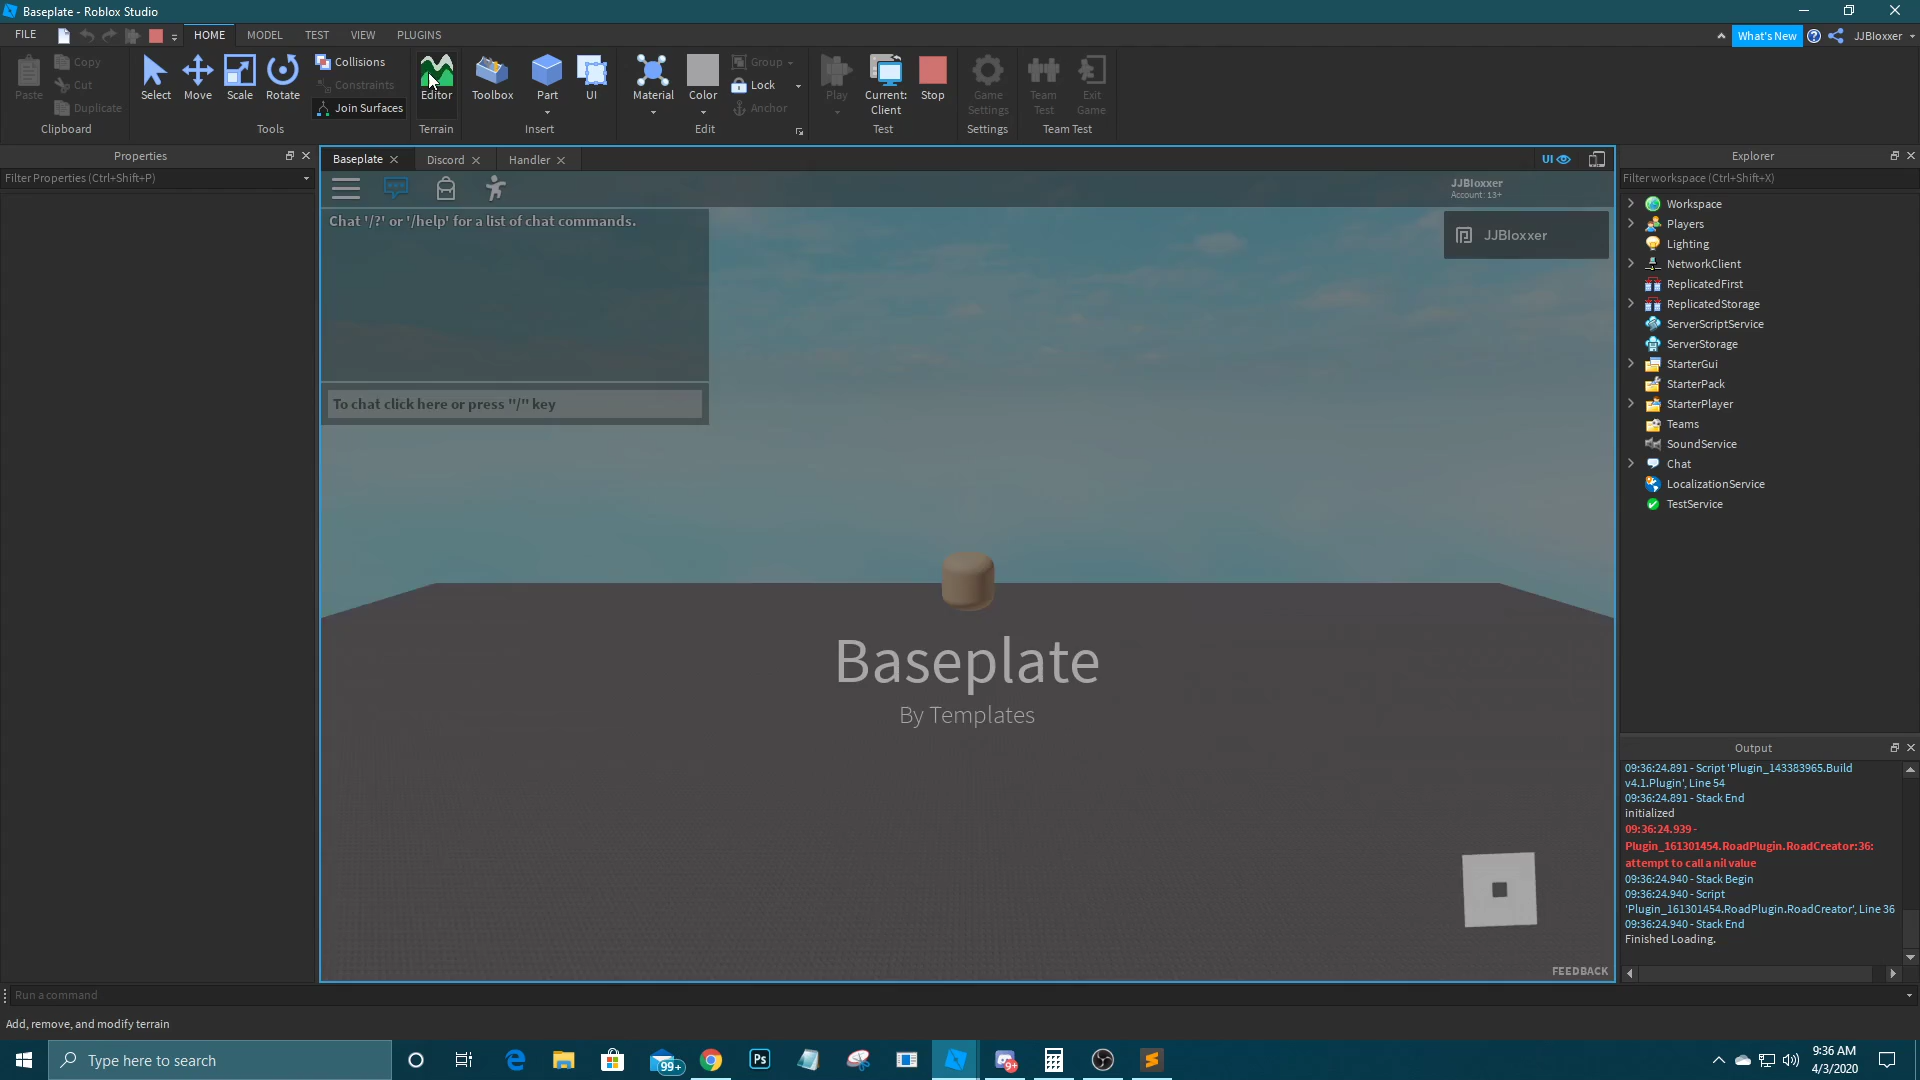 Baseplate - Roblox Studio
FILE HOME MODEL TEST VIEW PLUGINS What's New JJBloxxer
Paste Copy Cut Duplicate
Clipboard
Select Move Scale Rotate
Collisions
Constraints
Join Surfaces
Tools
Editor
Terrain
Toolbox Part UI
Insert
Material Color
Group
Lock
Anchor
Edit
Play Current: Client Stop
Test
Game Settings
Settings
Team Test Exit Game
Team Test
Properties
Filter Properties (Ctrl+Shift+P)
Baseplate Discord Handler UI
JJBloxxer
Account: 13+
Chat '/?' or '/help' for a list of chat commands.
JJBloxxer
To chat click here or press "/" key
Baseplate
By Templates
FEEDBACK
Explorer
Filter workspace (Ctrl+Shift+X)
Workspace
Players
Lighting
NetworkClient
ReplicatedFirst
ReplicatedStorage
ServerScriptService
ServerStorage
StarterGui
StarterPack
StarterPlayer
Teams
SoundService
Chat
LocalizationService
TestService
Output
09:36:24.891 - Script 'Plugin_143383965.Build
v4.1.Plugin', Line 54
09:36:24.891 - Stack End
initialized
09:36:24.939 -
Plugin_161301454.RoadPlugin.RoadCreator:36:
attempt to call a nil value
09:36:24.940 - Stack Begin
09:36:24.940 - Script
'Plugin_161301454.RoadPlugin.RoadCreator', Line 36
09:36:24.940 - Stack End
Finished Loading.
Run a command
Add, remove, and modify terrain
Type here to search
99+
Ps
9+
9:36 AM
4/3/2020